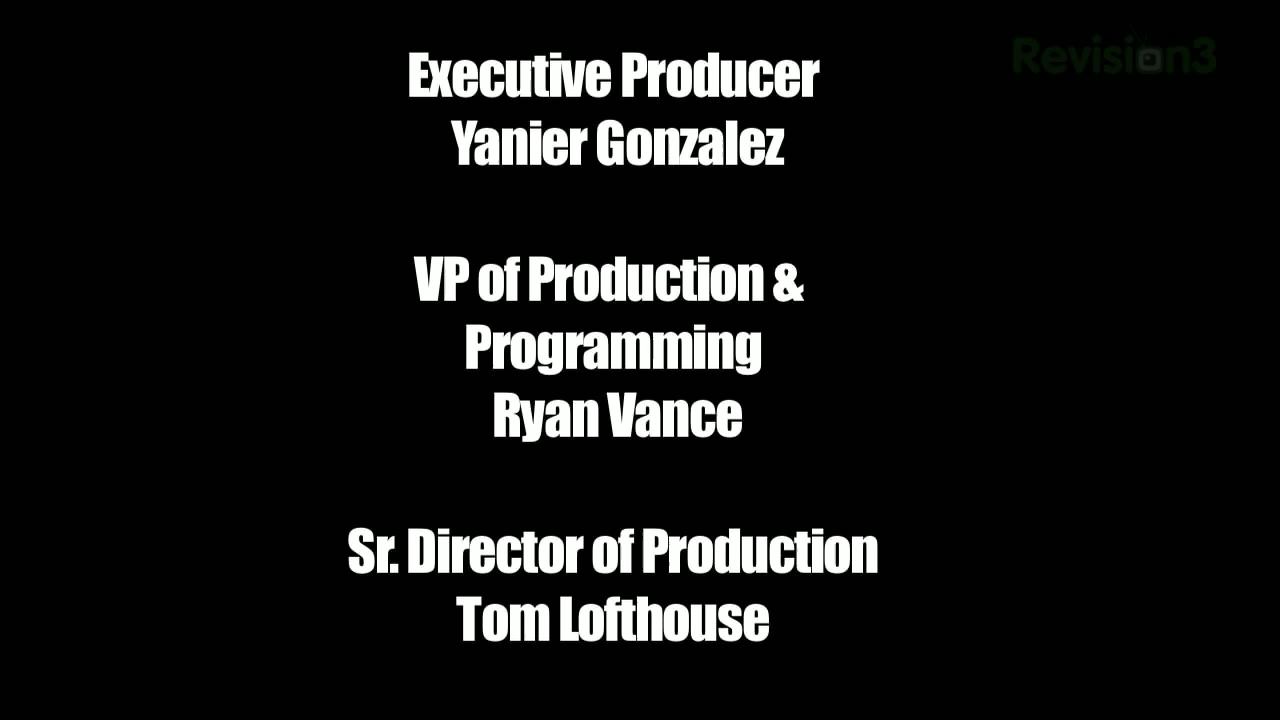 Revision3
Executive Producer
Yanier Gonzalez
VP of Production &
Programming
Ryan Vance
Sr. Director of Production
Tom Lofthouse